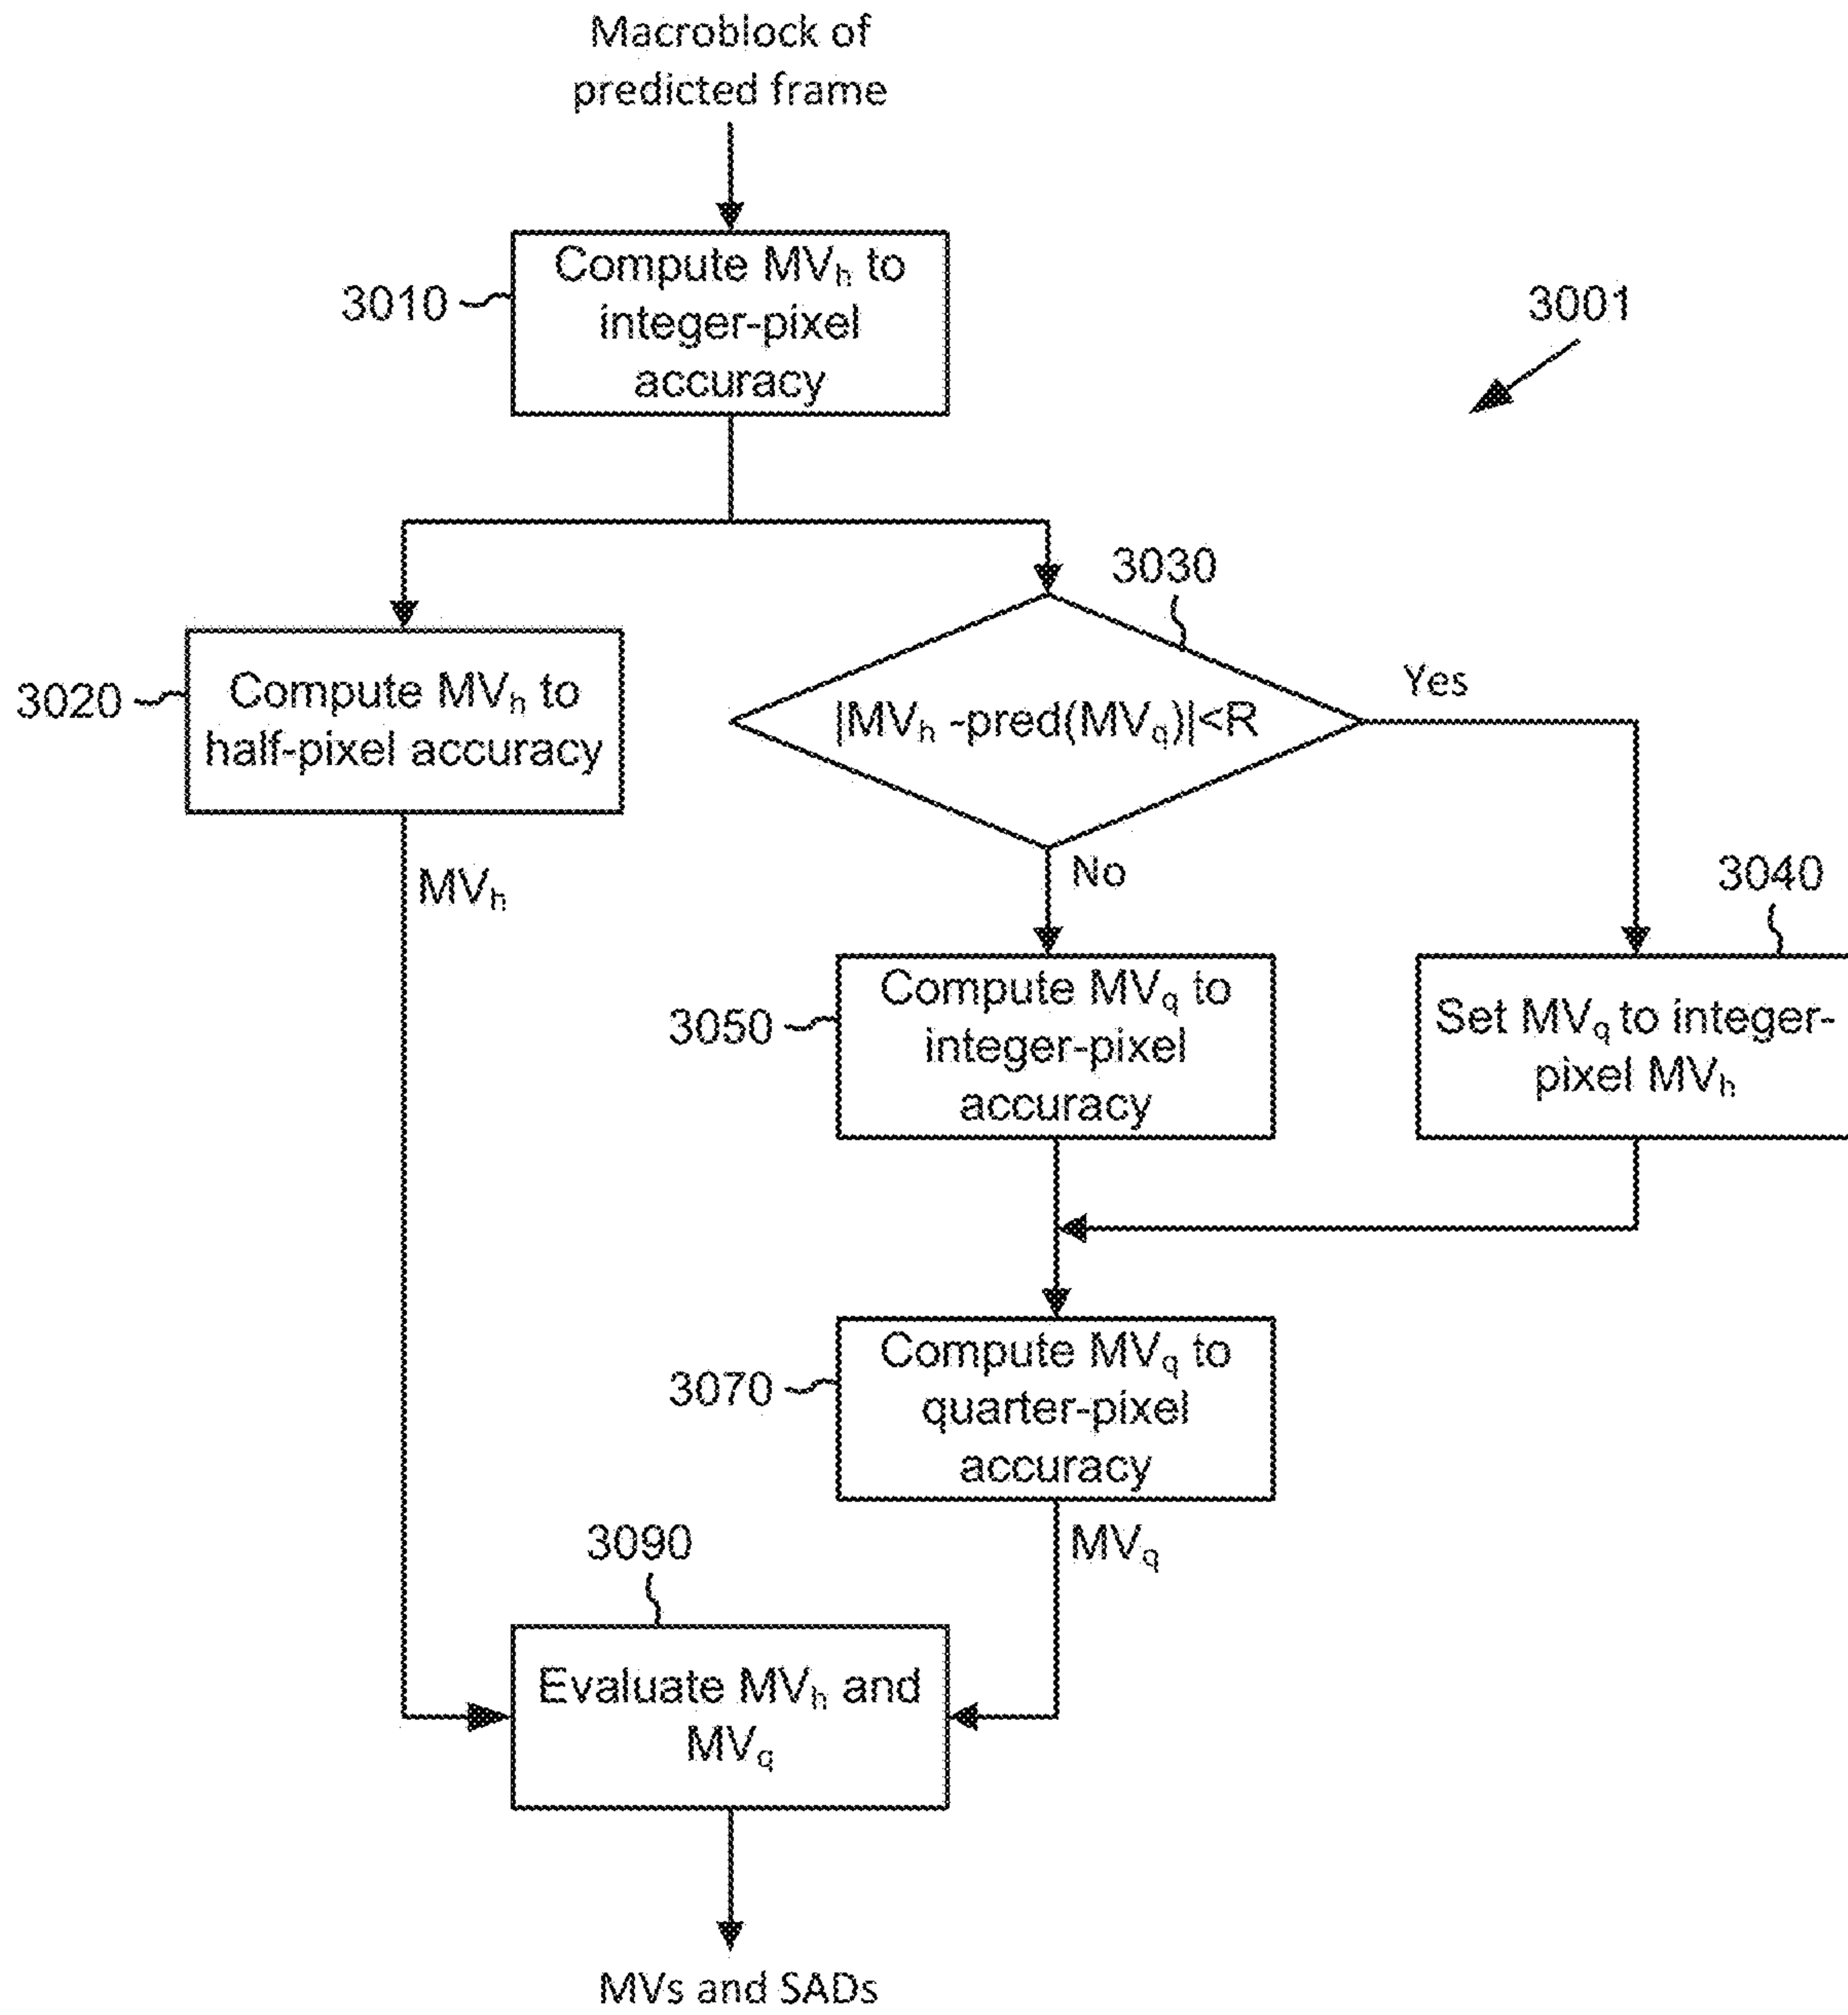 Macroblock of
predicted frame
3010
Compute MVh to
integer-pixel
accuracy
3001
3020
Compute MVh to
half-pixel accuracy
3030
|MVh -pred(MVq)|<R
Yes
No
MVh
3040
Set MVq to integer-
pixel MVh
3050
Compute MVq to
integer-pixel
accuracy
3070
Compute MVq to
quarter-pixel
accuracy
MVq
3090
Evaluate MVh and
MVq
MVs and SADs